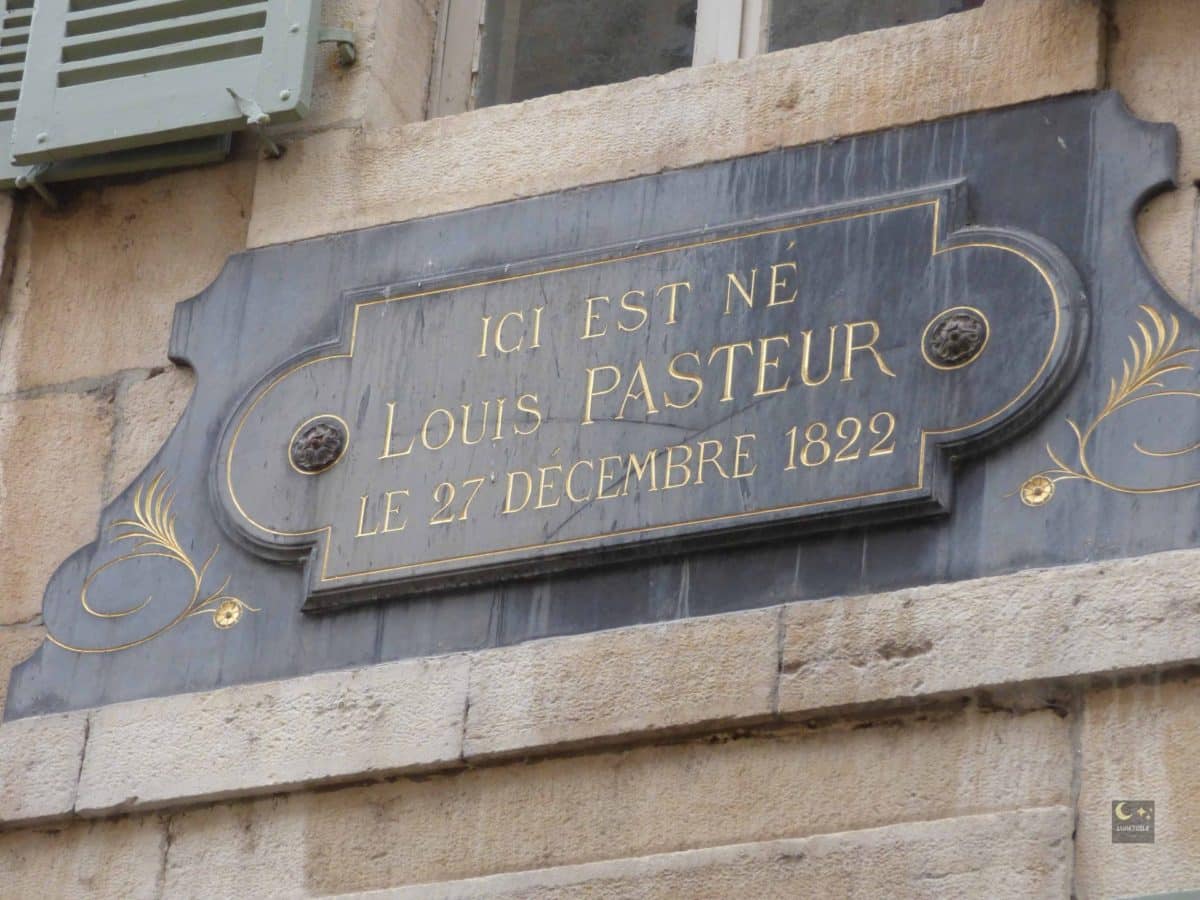 ICI EST NÉ
LOUIS PASTEUR
LE 27 DÉCEMBRE 1822